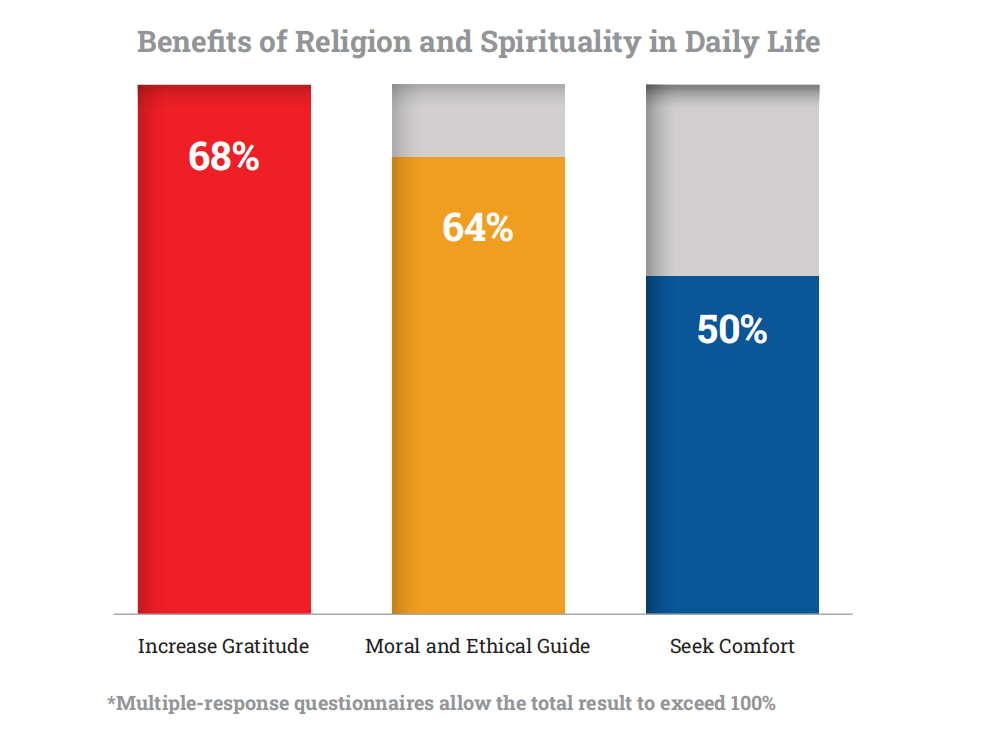 Benefits of Religion and Spirituality in Daily Life
68%
64%
50%
Increase Gratitude
Moral and Ethical Guide
Seek Comfort
*Multiple-response questionnaires allow the total result to exceed 100%